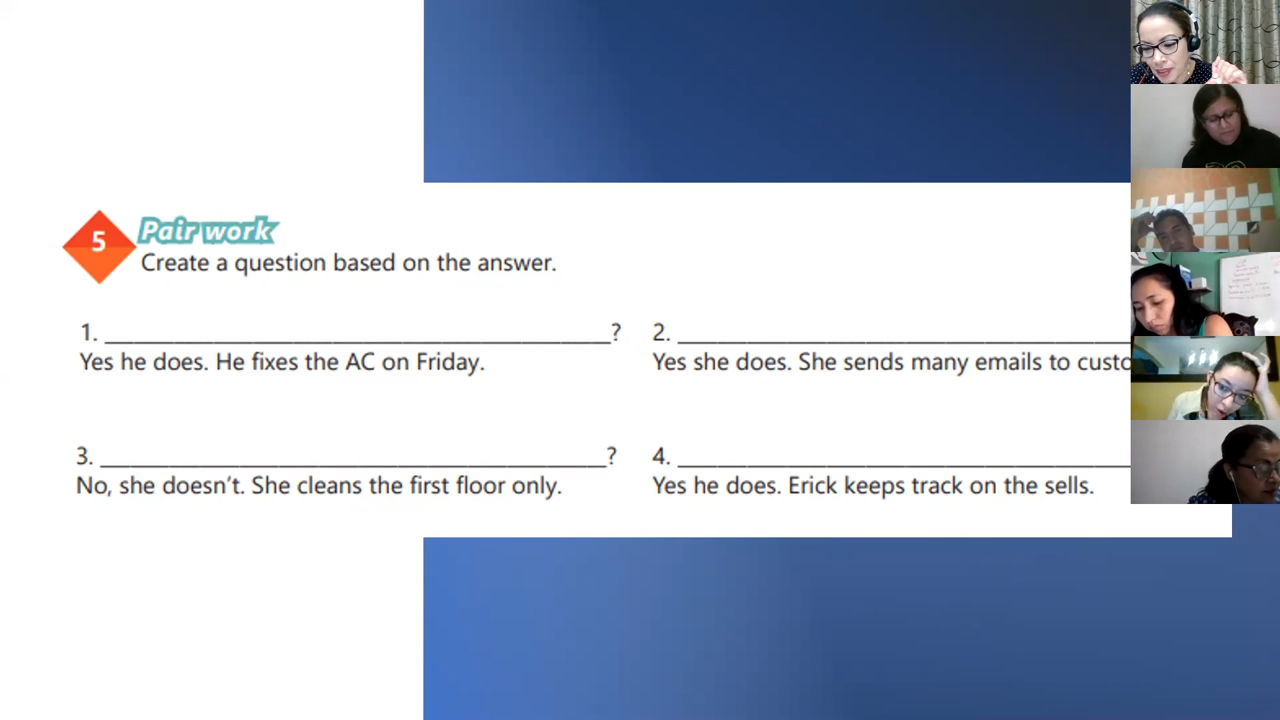 5
Pair work
Create a question based on the answer.
1. ?
Yes he does. He fixes the AC on Friday.
2.
Yes she does. She sends many emails to custo
3. ?
No, she doesn't. She cleans the first floor only.
4.
Yes he does. Erick keeps track on the sells.